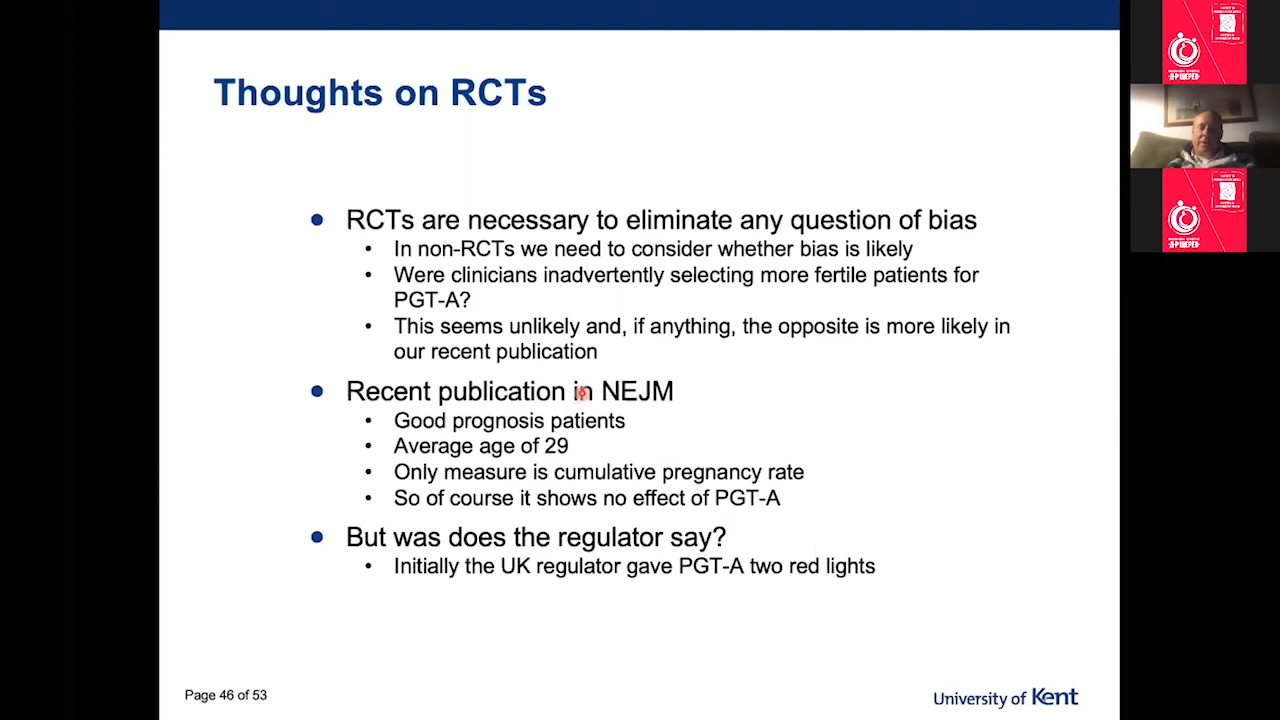 Thoughts on RCTs
RCTs are necessary to eliminate any question of bias
In non-RCTs we need to consider whether bias is likely
Were clinicians inadvertently selecting more fertile patients for
PGT-A?
This seems unlikely and, if anything, the opposite is more likely in
our recent publication
Recent publication in NEJM
Good prognosis patients
Average age of 29
Only measure is cumulative pregnancy rate
So of course it shows no effect of PGT-A
But was does the regulator say?
Initially the UK regulator gave PGT-A two red lights
Page 46 of 53
University of Kent